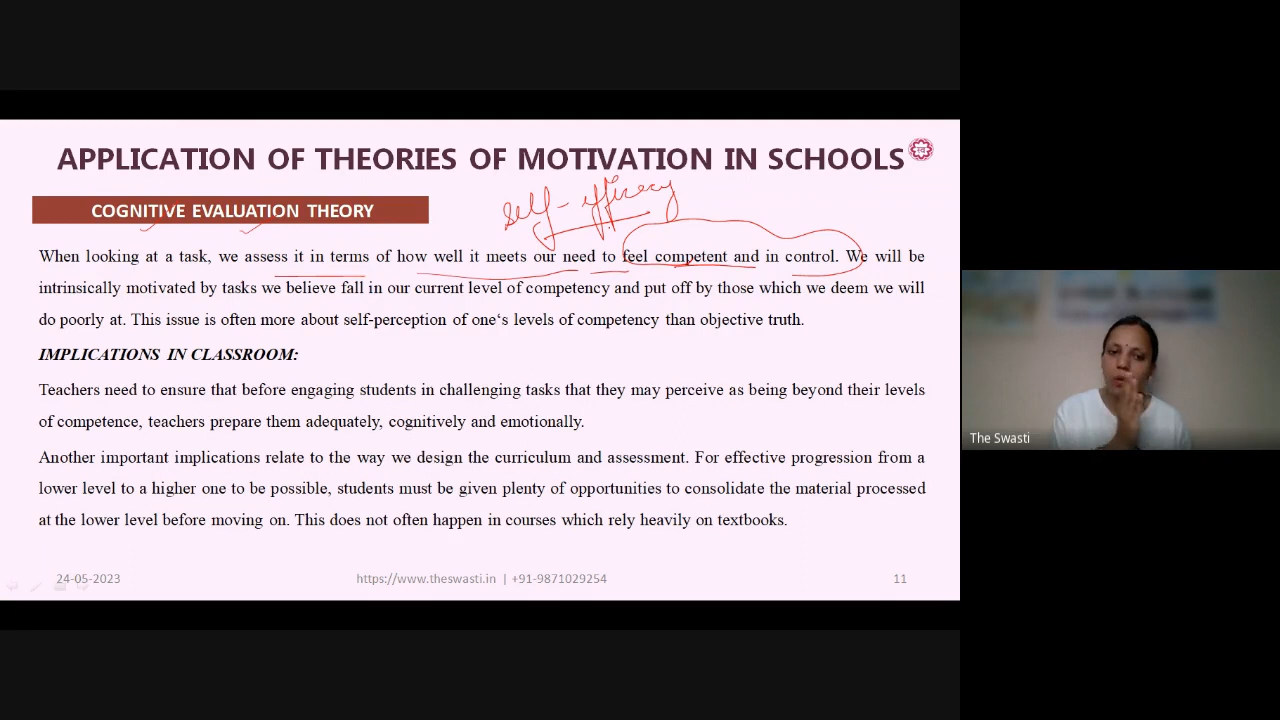 APPLICATION OF THEORIES OF MOTIVATION IN SCHOOLS
self-efficacy
COGNITIVE EVALUATION THEORY
When looking at a task, we assess it in terms of how well it meets our need to feel competent and in control. We will be
intrinsically motivated by tasks we believe fall in our current level of competency and put off by those which we deem we will
do poorly at. This issue is often more about self-perception of one‘s levels of competency than objective truth.
IMPLICATIONS IN CLASSROOM:
Teachers need to ensure that before engaging students in challenging tasks that they may perceive as being beyond their levels
of competence, teachers prepare them adequately, cognitively and emotionally.
Another important implications relate to the way we design the curriculum and assessment. For effective progression from a
lower level to a higher one to be possible, students must be given plenty of opportunities to consolidate the material processed
at the lower level before moving on. This does not often happen in courses which rely heavily on textbooks.
The Swasti
24-05-2023
https://www.theswasti.in | +91-9871029254
11